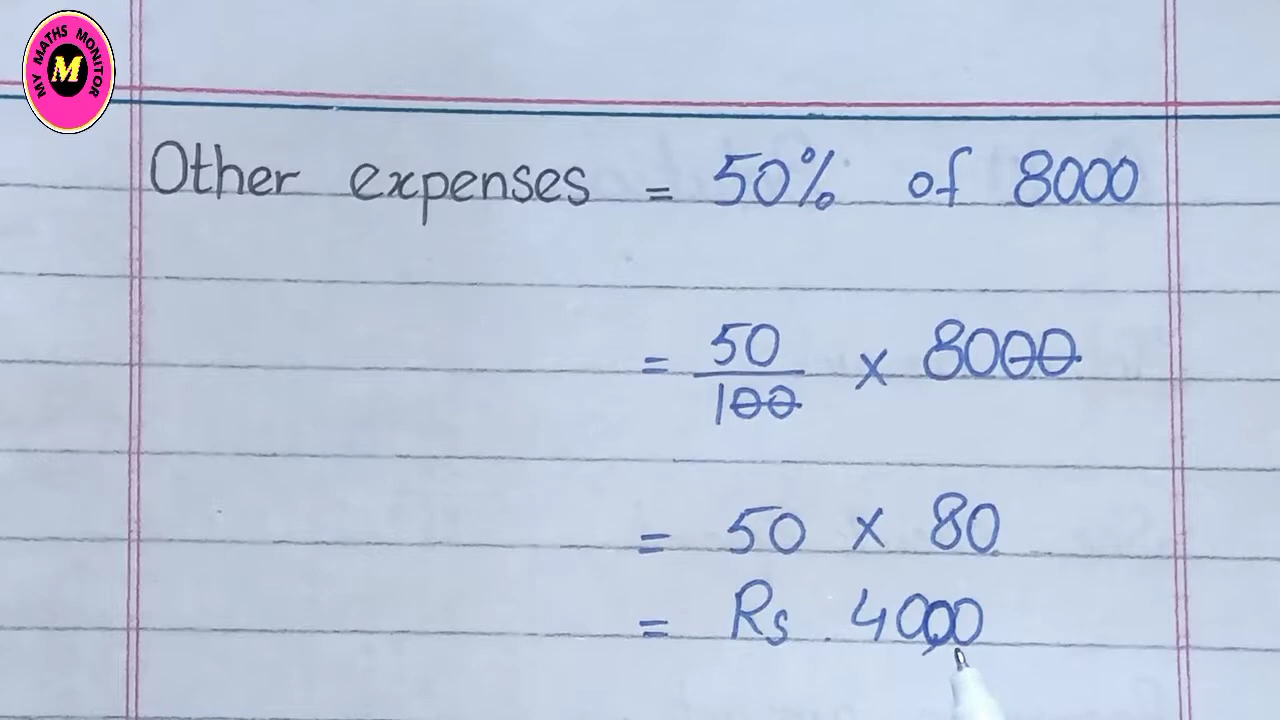 MY MATHS MONITOR
M
Other expenses = 50% of 8000
= 50/100 × 8000
= 50 × 80
= Rs. 4000